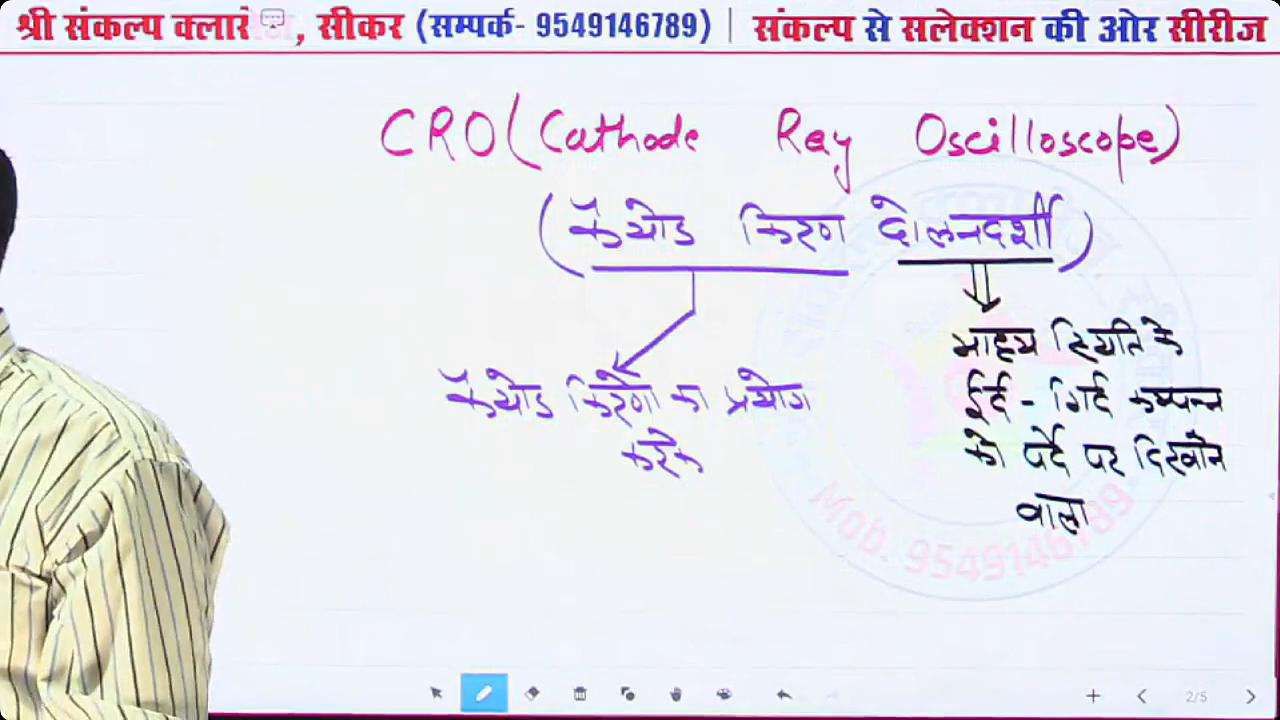 श्री संकल्प क्लासेज, सीकर (सम्पर्क- 9549146789) | संकल्प से सलेक्शन की ओर सीरीज
CRO (Cathode Ray Oscilloscope)
(कैथोड किरण दोलनदर्शी)
कैथोड किरणों का प्रयोग
करके
माध्य स्थिति के
ईर्द - गिर्द कम्पन्न
को पर्दे पर दिखाने
वाला
Mob. 9549146789
2/5